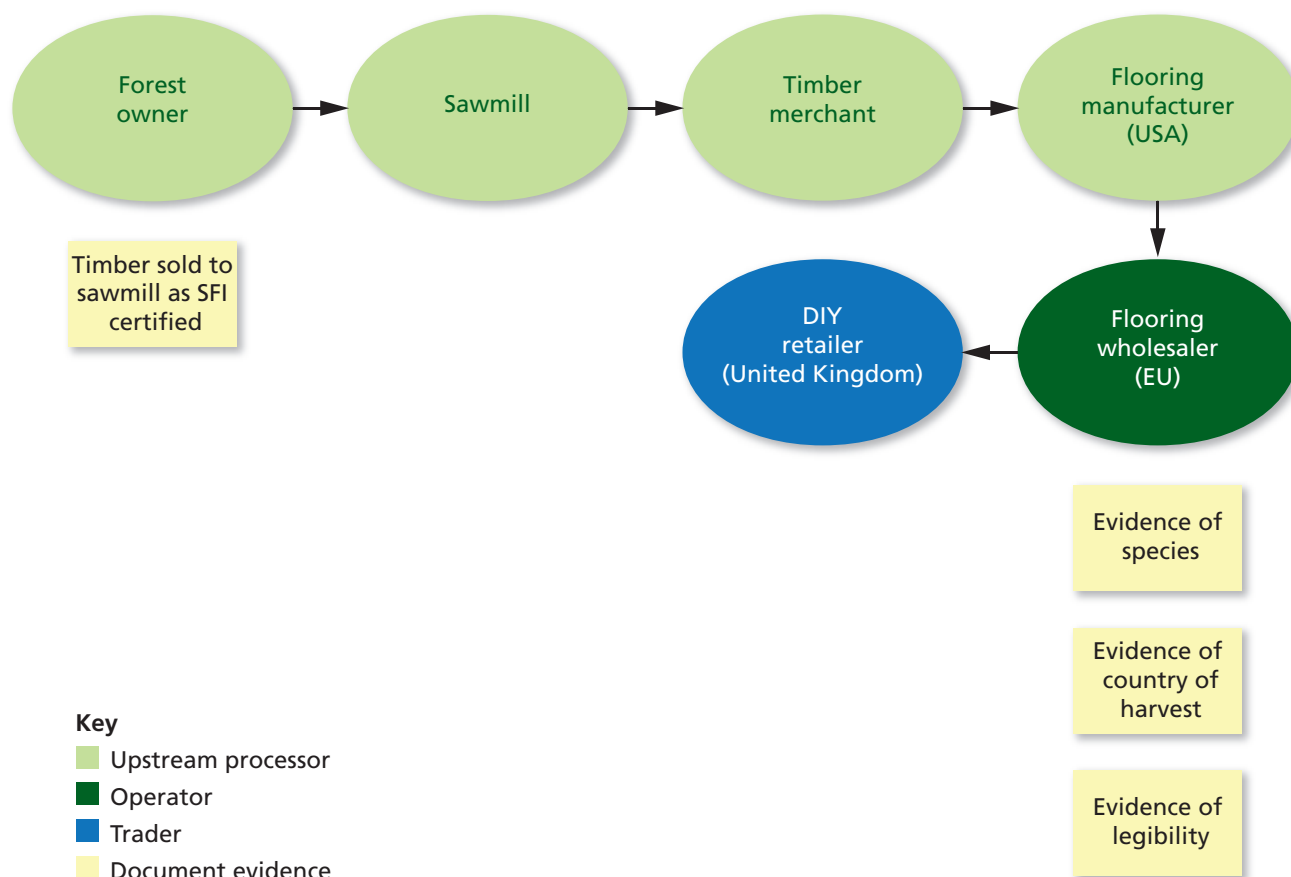 Forest
owner
Sawmill
Timber
merchant
Flooring
manufacturer
(USA)
Timber sold to
sawmill as SFI
certified
DIY
retailer
(United Kingdom)
Flooring
wholesaler
(EU)
Evidence of
species
Evidence of
country of
harvest
Evidence of
legibility
Key
Upstream processor
Operator
Trader
Document evidence